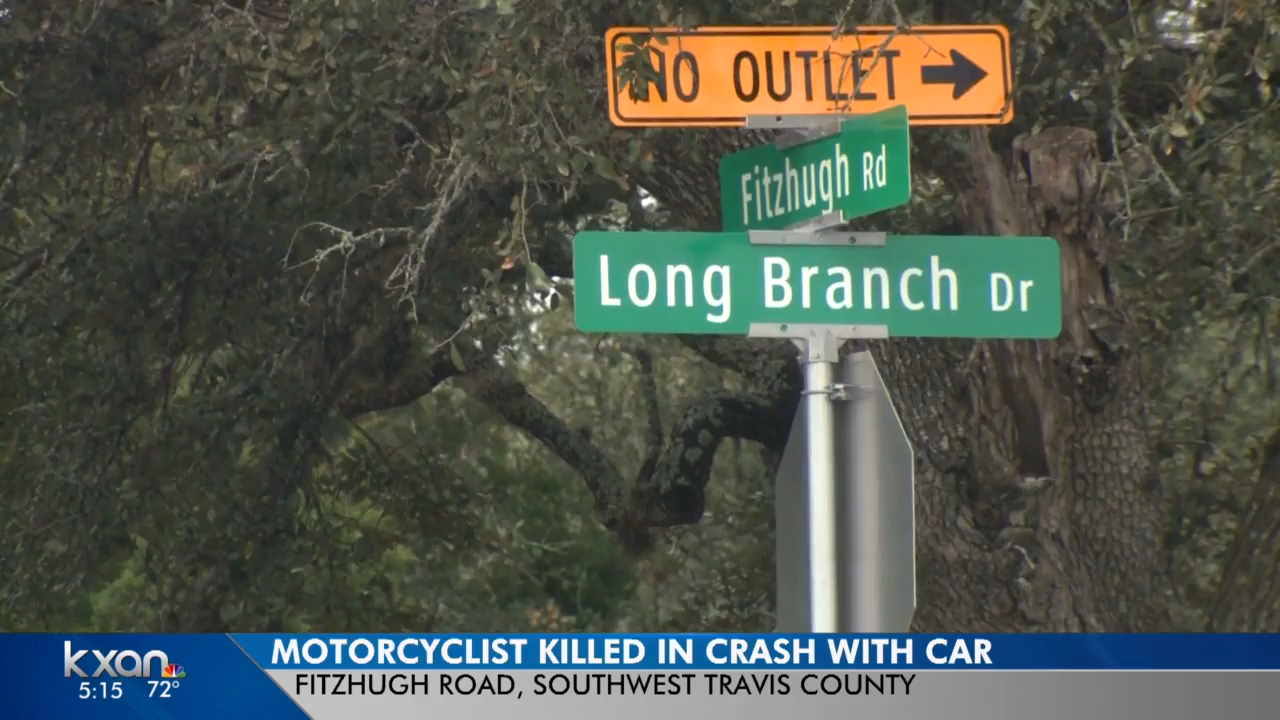 NO OUTLET
Fitzhugh Rd
Long Branch Dr
kxan
MOTORCYCLIST KILLED IN CRASH WITH CAR
5:15 72°
FITZHUGH ROAD, SOUTHWEST TRAVIS COUNTY